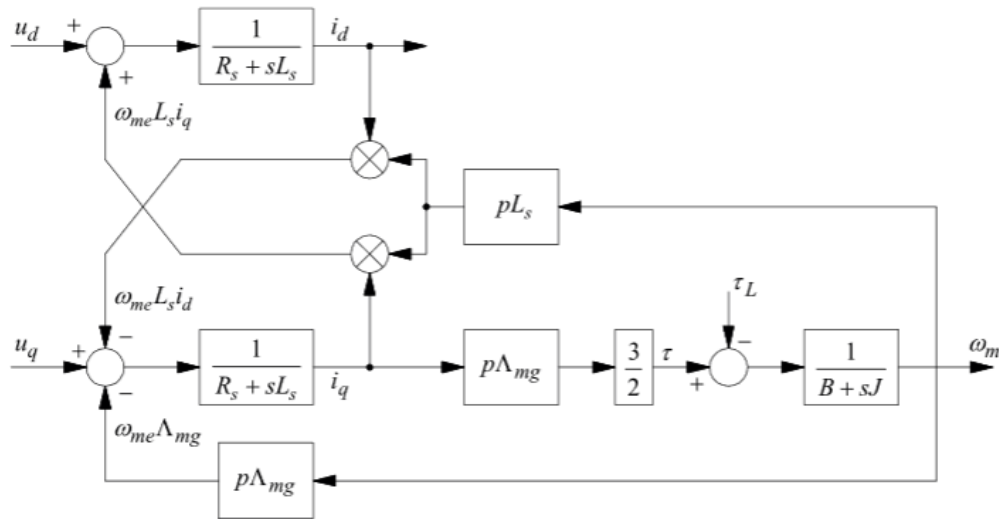 u_d
+
+
1
R_s + sL_s
i_d
ω_me L_s i_q
pL_s
ω_me L_s i_d
u_q
+
−
−
1
R_s + sL_s
i_q
pΛ_mg
3
2
τ
+
τ_L
−
1
B + sJ
ω_m
ω_me Λ_mg
pΛ_mg